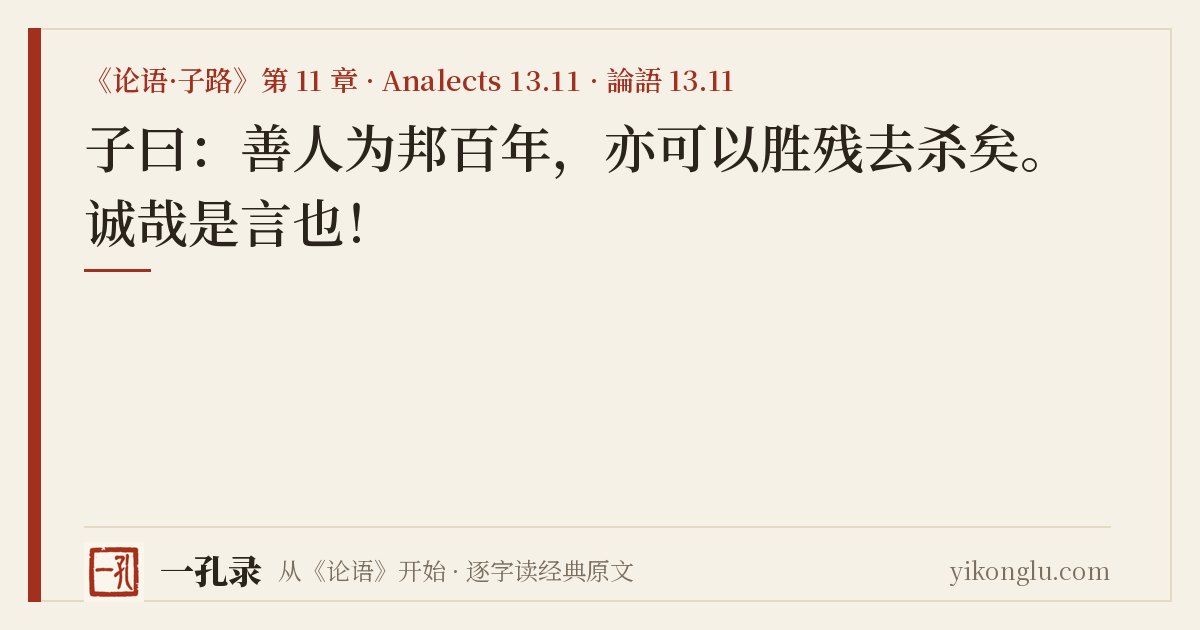 《论语·子路》第 11 章 · Analects 13.11 · 論語 13.11
子曰：善人为邦百年，亦可以胜残去杀矣。
诚哉是言也！
一孔
一孔录 从《论语》开始 · 逐字读经典原文 yikonglu.com